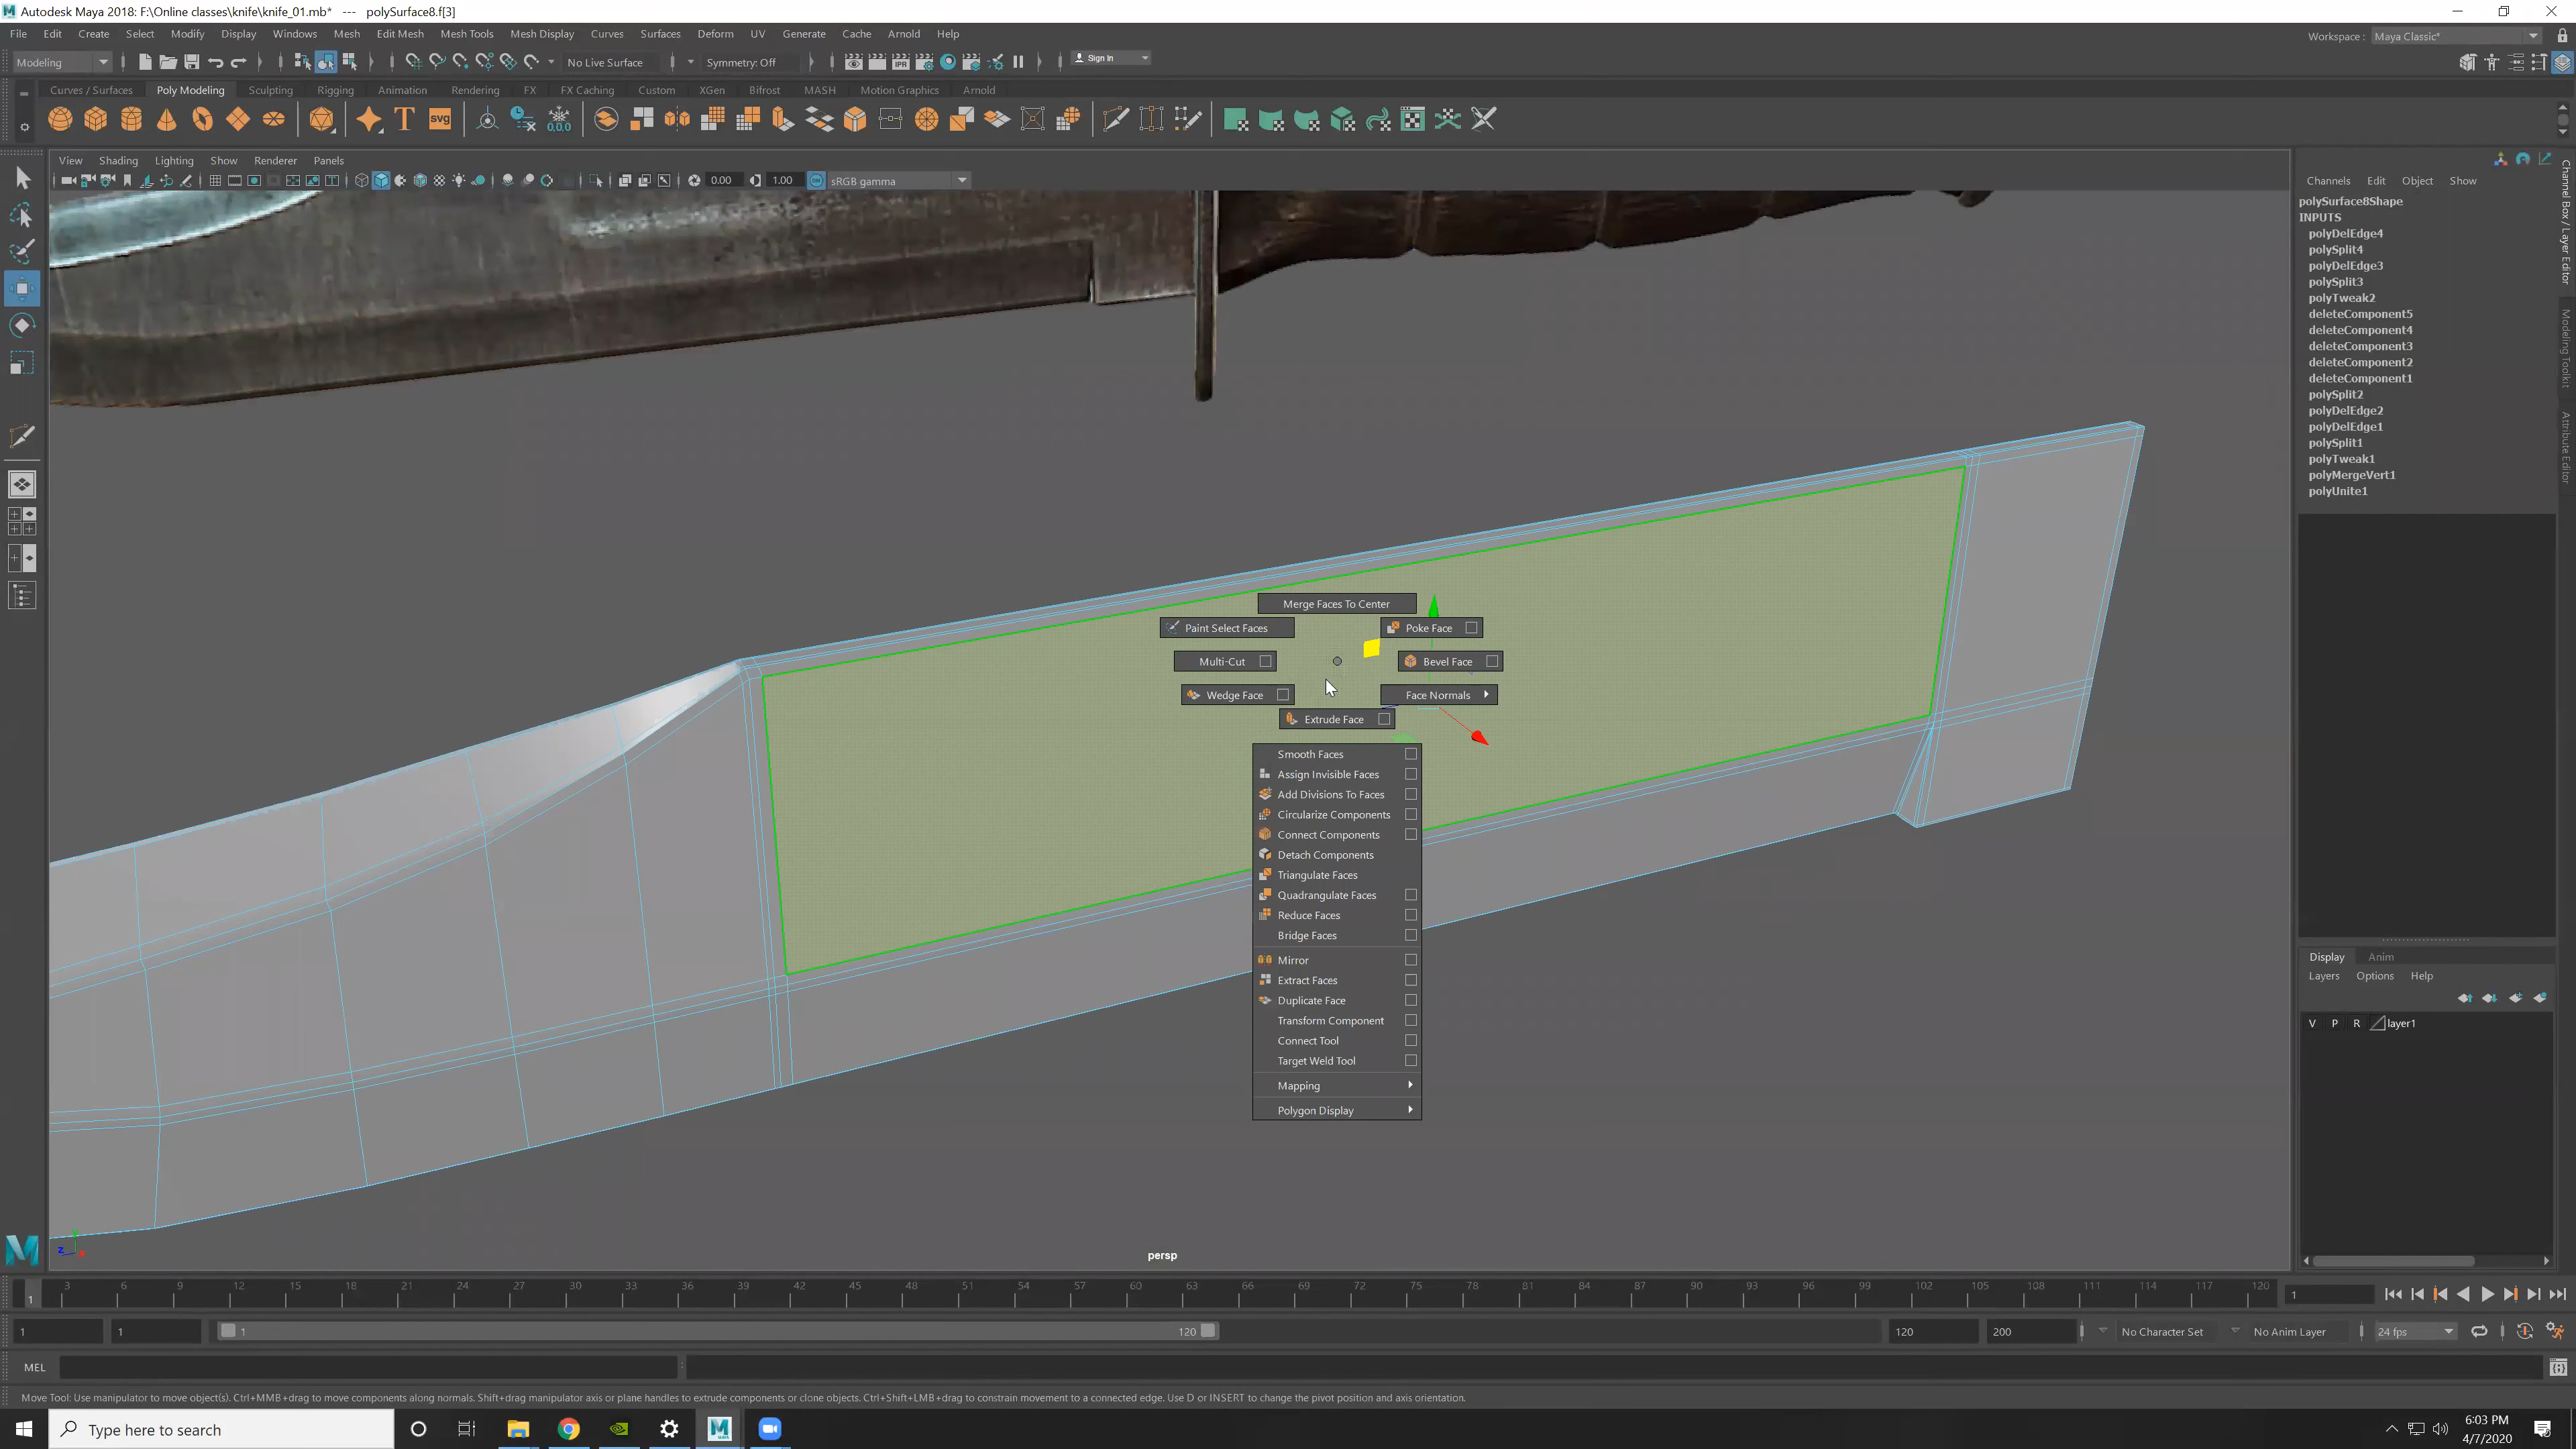 Autodesk Maya 2018: F:\Online classes\knife\knife_01.mb* --- polySurface8.f[3]
File Edit Create Select Modify Display Windows Mesh Edit Mesh Mesh Tools Mesh Display Curves Surfaces Deform UV Generate Cache Arnold Help
Workspace : Maya Classic*
Modeling No Live Surface Symmetry: Off Sign In
Curves / Surfaces Poly Modeling Sculpting Rigging Animation Rendering FX FX Caching Custom XGen Bifrost MASH Motion Graphics Arnold
View Shading Lighting Show Renderer Panels
0.00 1.00 sRGB gamma
Channels Edit Object Show
polySurface8Shape
INPUTS
polyDelEdge4
polySplit4
polyDelEdge3
polySplit3
polyTweak2
deleteComponent5
deleteComponent4
deleteComponent3
deleteComponent2
deleteComponent1
polySplit2
polyDelEdge2
polyDelEdge1
polySplit1
polyTweak1
polyMergeVert1
polyUnite1
Channel Box / Layer Editor
Modeling Toolkit
Attribute Editor
Merge Faces To Center
Paint Select Faces Poke Face
Multi-Cut Bevel Face
Wedge Face Face Normals
Extrude Face
Smooth Faces
Assign Invisible Faces
Add Divisions To Faces
Circularize Components
Connect Components
Detach Components
Triangulate Faces
Quadrangulate Faces
Reduce Faces
Bridge Faces
Mirror
Extract Faces
Duplicate Face
Transform Component
Connect Tool
Target Weld Tool
Mapping
Polygon Display
Display Anim
Layers Options Help
V P R layer1
persp
3 6 9 12 15 18 21 24 27 30 33 36 39 42 45 48 51 54 57 60 63 66 69 72 75 78 81 84 87 90 93 96 99 102 105 108 111 114 117 120
1 1
1 1 1 120 120 200 No Character Set No Anim Layer 24 fps
MEL
Move Tool: Use manipulator to move object(s). Ctrl+MMB+drag to move components along normals. Shift+drag manipulator axis or plane handles to extrude components or clone objects. Ctrl+Shift+LMB+drag to constrain movement to a connected edge. Use D or INSERT to change the pivot position and axis orientation.
Type here to search
6:03 PM
4/7/2020